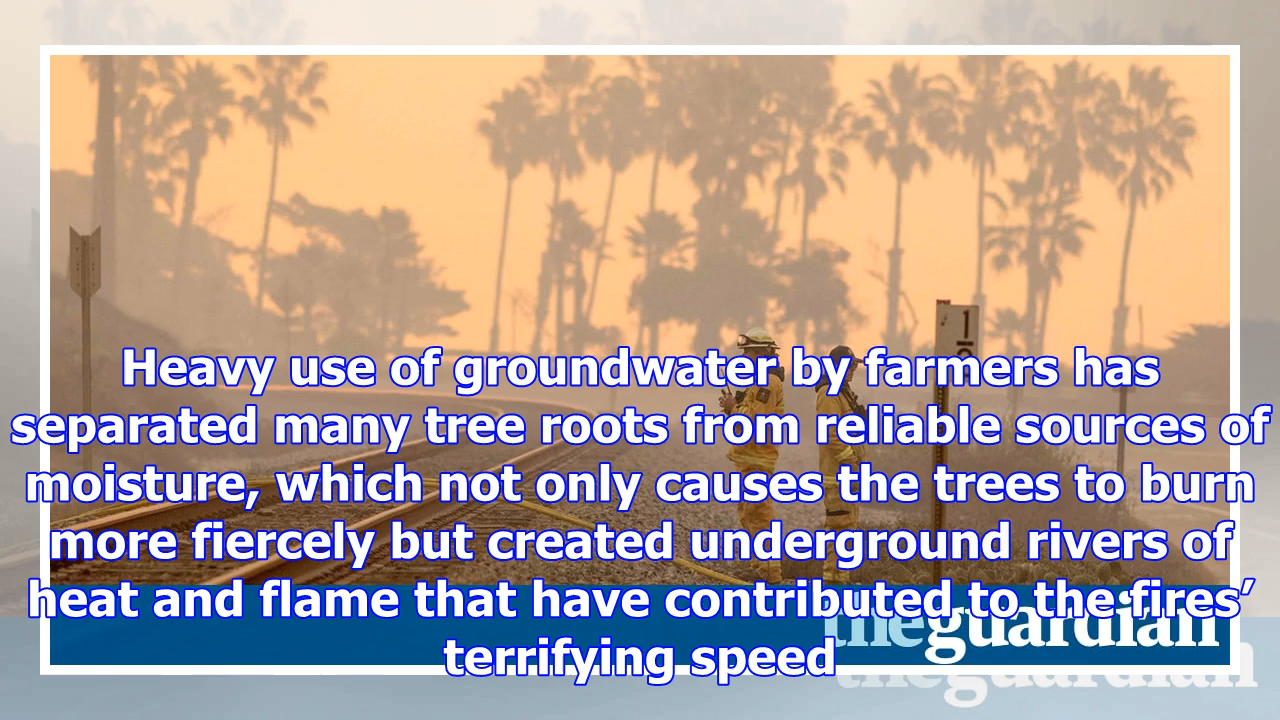 Heavy use of groundwater by farmers has
separated many tree roots from reliable sources of
moisture, which not only causes the trees to burn
more fiercely but created underground rivers of
heat and flame that have contributed to the fires’
terrifying speed
1
theguardian
theguardian